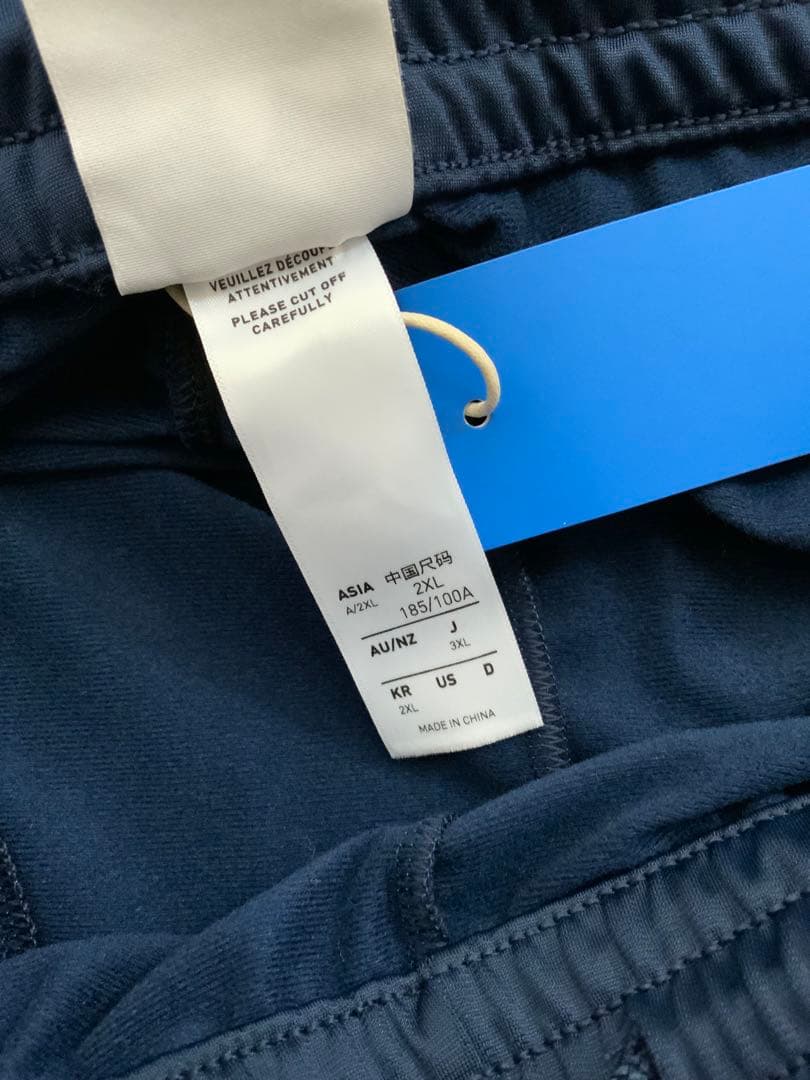 VEUILLEZ DÉCOUP
ATTENTIVEMENT
PLEASE CUT OFF
CAREFULLY
ASIA 中国尺码
A/2XL 2XL
185/100A
AU/NZ J
3XL
KR US D
2XL
MADE IN CHINA